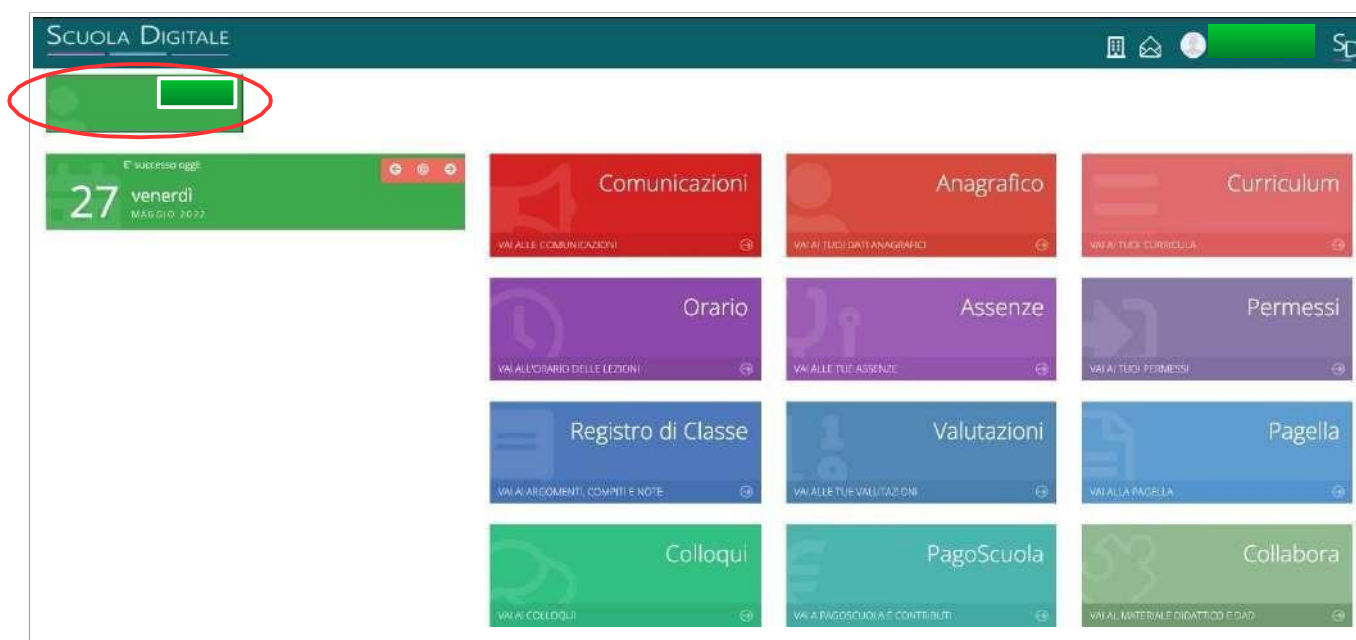 SCUOLA DIGITALE
SD
E' successo oggi:
27 venerdì
MAGGIO 2022
Comunicazioni
VAI ALLE COMUNICAZIONI
Anagrafico
VAI AI TUOI DATI ANAGRAFICI
Curriculum
VAI AI TUOI CURRICULA
Orario
VAI ALL'ORARIO DELLE LEZIONI
Assenze
VAI ALLE TUE ASSENZE
Permessi
VAI AI TUOI PERMESSI
Registro di Classe
VAI AI ARGOMENTI, COMPITI E NOTE
Valutazioni
VAI ALLE TUE VALUTAZIONI
Pagella
VAI ALLA PAGELLA
Colloqui
VAI AI COLLOQUI
PagoScuola
VAI A PAGOSCUOLA E CONTRIBUTI
Collabora
VAI AL MATERIALE DIDATTICO E DAD